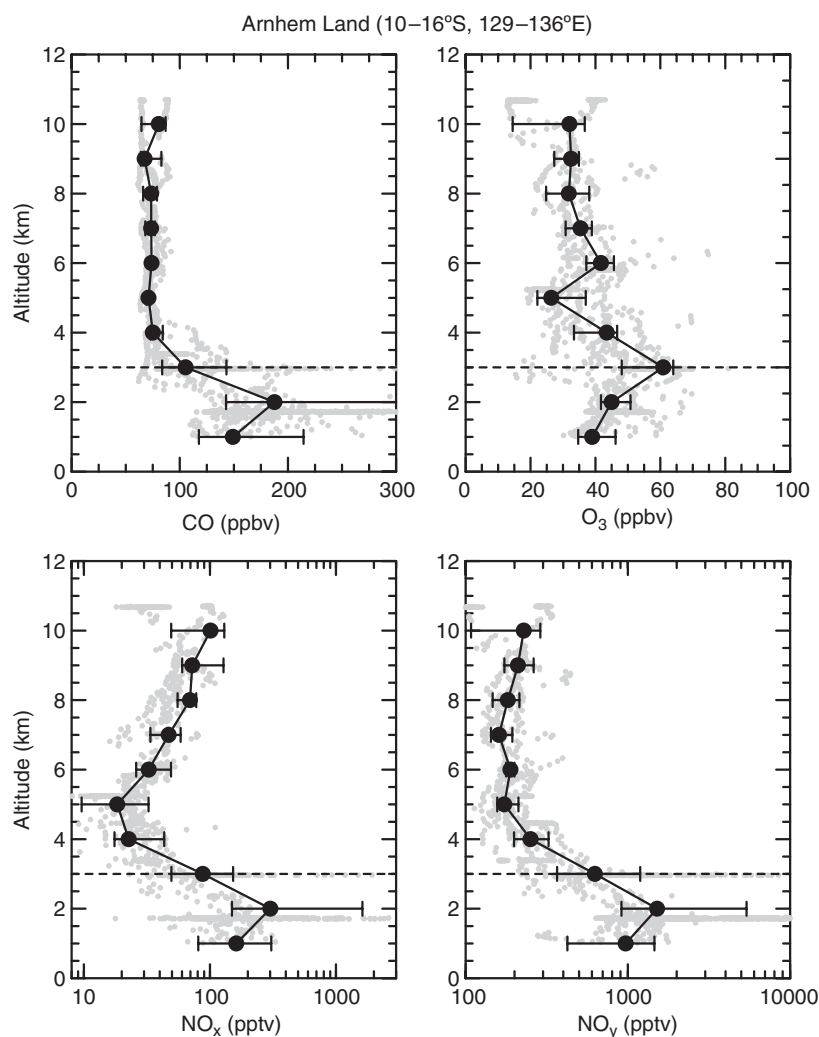 Arnhem Land (10–16°S, 129–136°E)
12
10
8
6
4
2
0
Altitude (km)
0 100 200 300
CO (ppbv)
12
10
8
6
4
2
0
0 20 40 60 80 100
O3 (ppbv)
12
10
8
6
4
2
0
Altitude (km)
10 100 1000
NOx (pptv)
12
10
8
6
4
2
0
100 1000 10000
NOy (pptv)